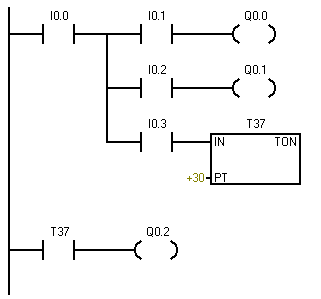 I0.0 I0.1 Q0.0
I0.2 Q0.1
I0.3 T37
IN TON
+30 PT
T37 Q0.2